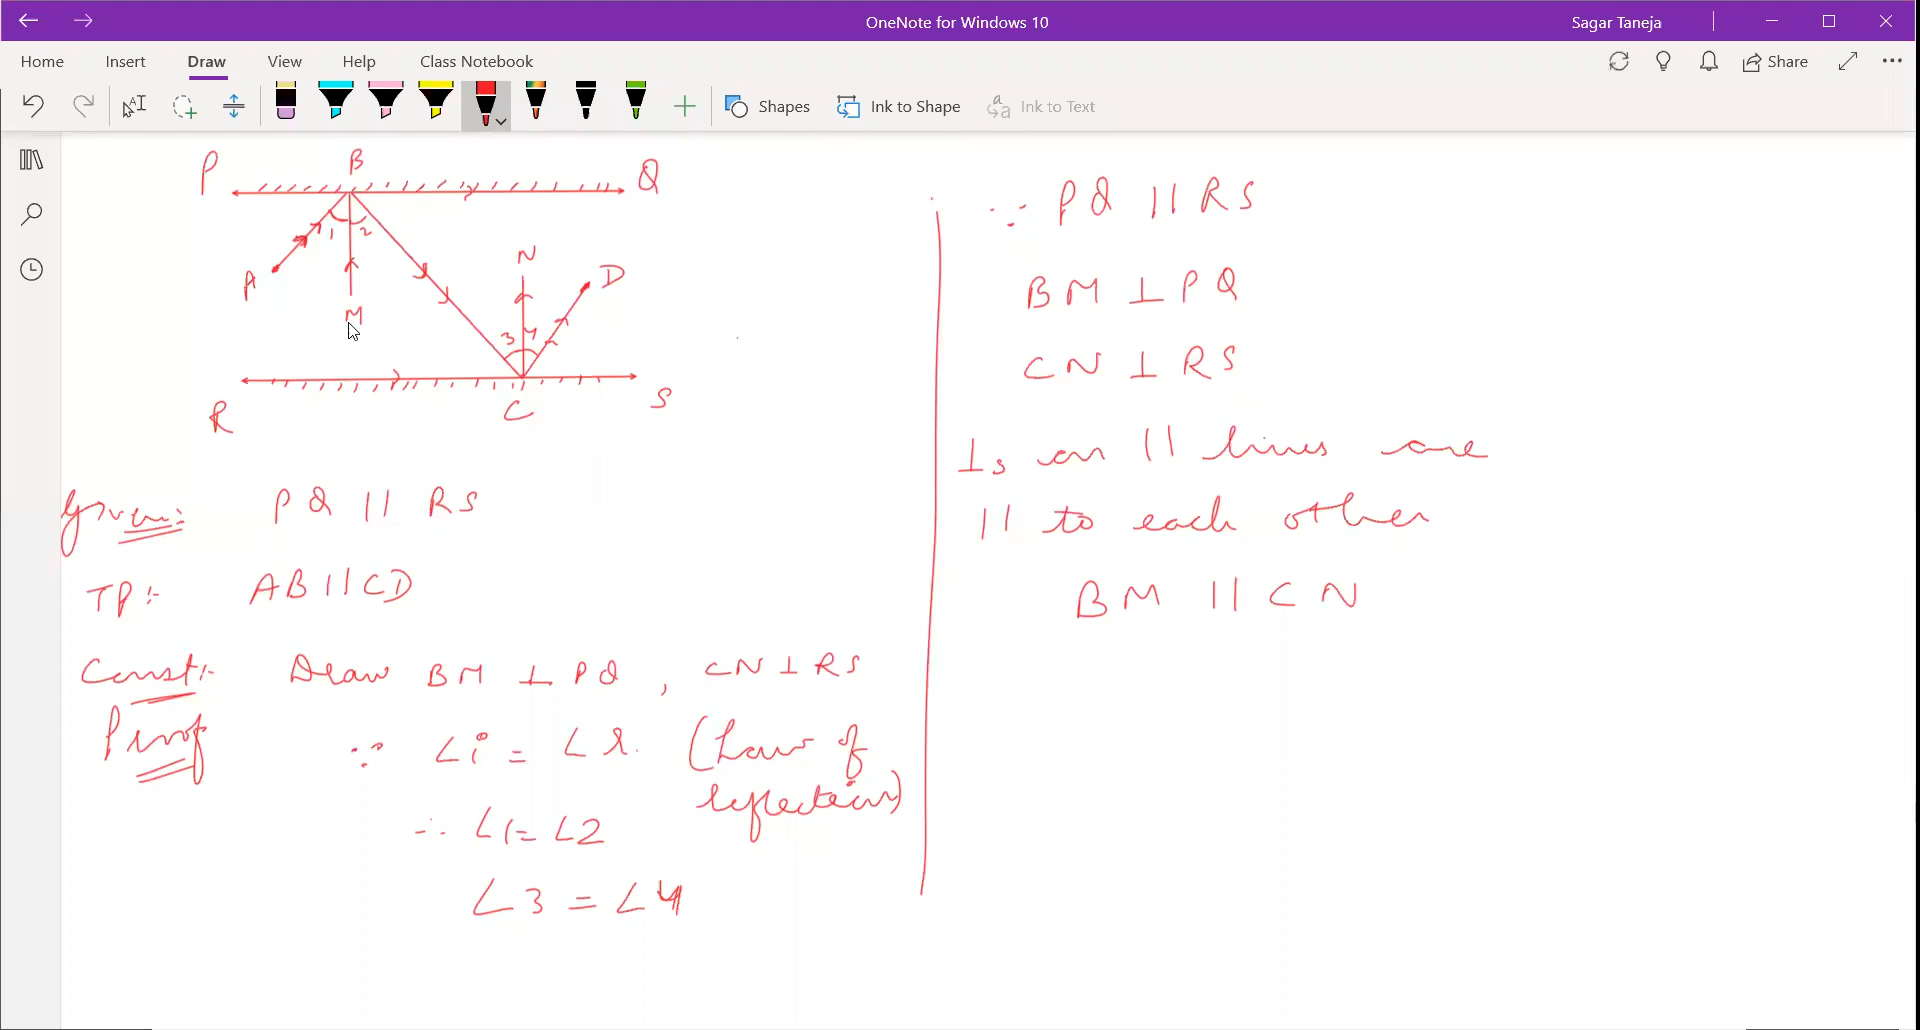 OneNote for Windows 10
Sagar Taneja
Home Insert Draw View Help Class Notebook
Share
Shapes Ink to Shape Ink to Text
P B Q
1 2
A M
N D
3 4
R C S
Given:- PQ || RS
TP:- AB || CD
Const:- Draw BM ⊥ PQ, CN ⊥ RS
Proof ∵ ∠i = ∠r. (Law of
reflection)
∴ ∠1 = ∠2
∠3 = ∠4
∵ PQ || RS
BM ⊥ PQ
CN ⊥ RS
⊥s on || lines are
|| to each other
BM || CN